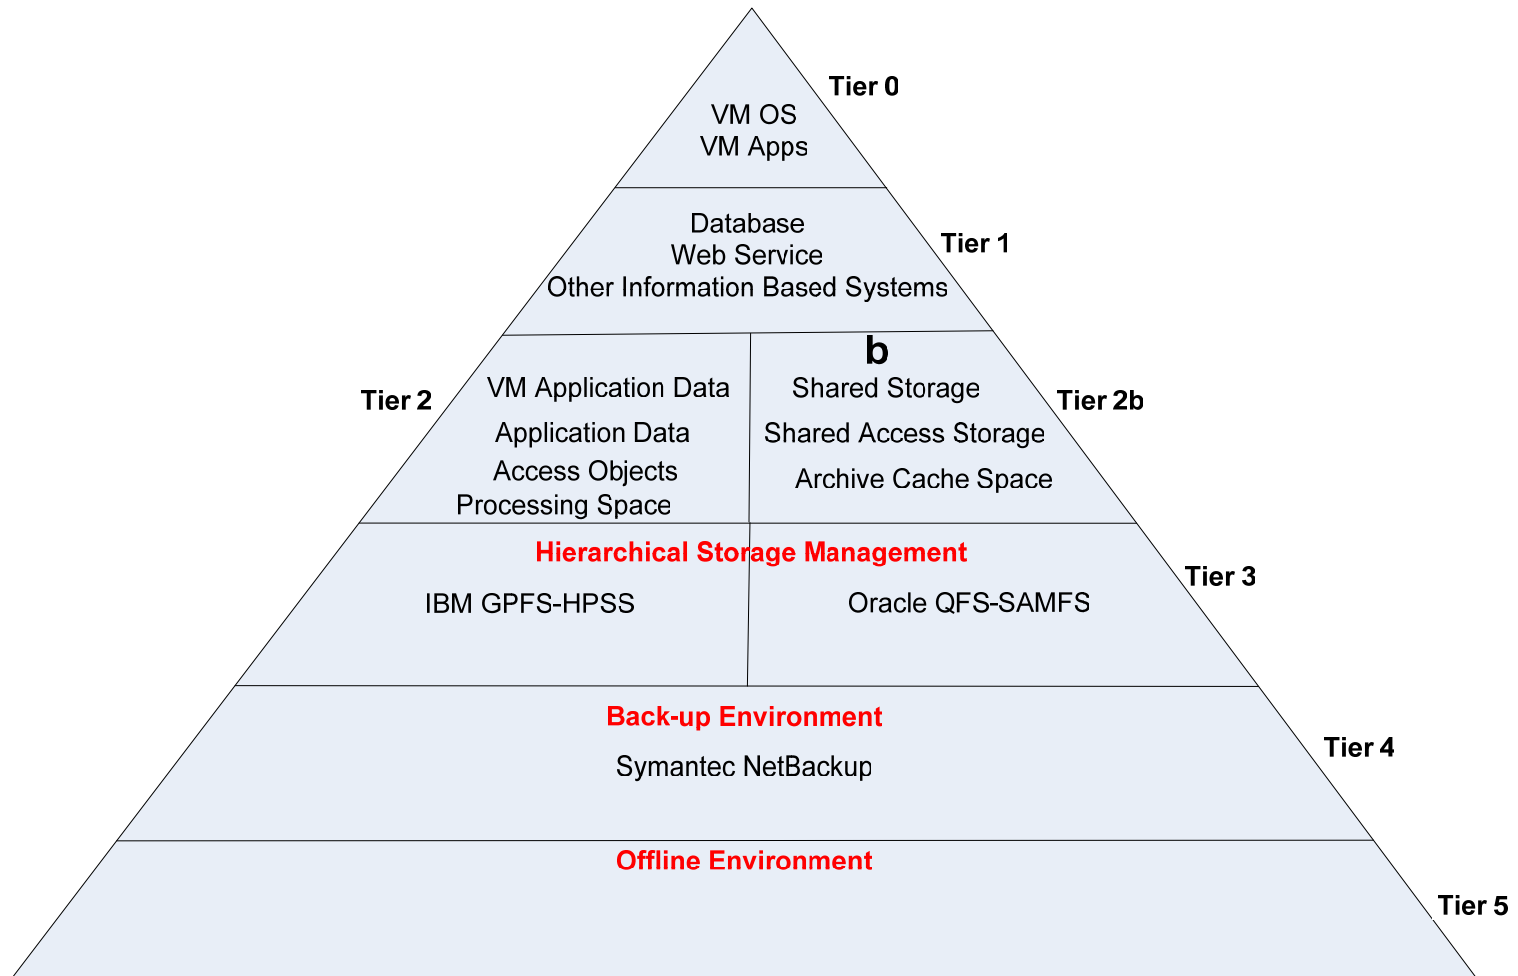 Tier 0
VM OS
VM Apps
Tier 1
Database
Web Service
Other Information Based Systems
Tier 2
VM Application Data
Application Data
Access Objects
Processing Space
b
Shared Storage
Shared Access Storage
Archive Cache Space
Tier 2b
Hierarchical Storage Management
IBM GPFS-HPSS
Oracle QFS-SAMFS
Tier 3
Back-up Environment
Symantec NetBackup
Tier 4
Offline Environment
Tier 5